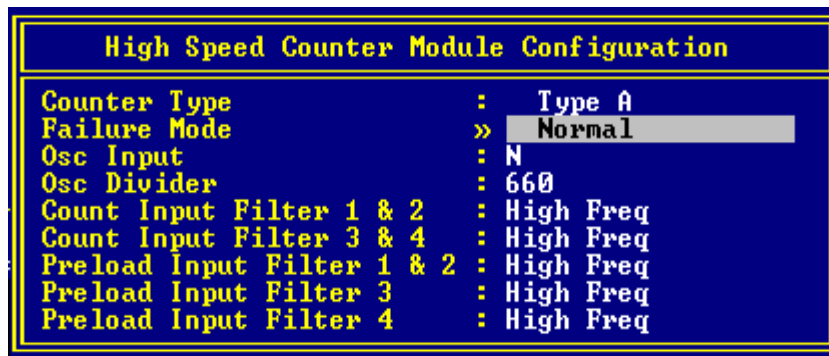 High Speed Counter Module Configuration
Counter Type : Type A
Failure Mode » Normal
Osc Input : N
Osc Divider : 660
Count Input Filter 1 & 2 : High Freq
Count Input Filter 3 & 4 : High Freq
Preload Input Filter 1 & 2 : High Freq
Preload Input Filter 3 : High Freq
Preload Input Filter 4 : High Freq